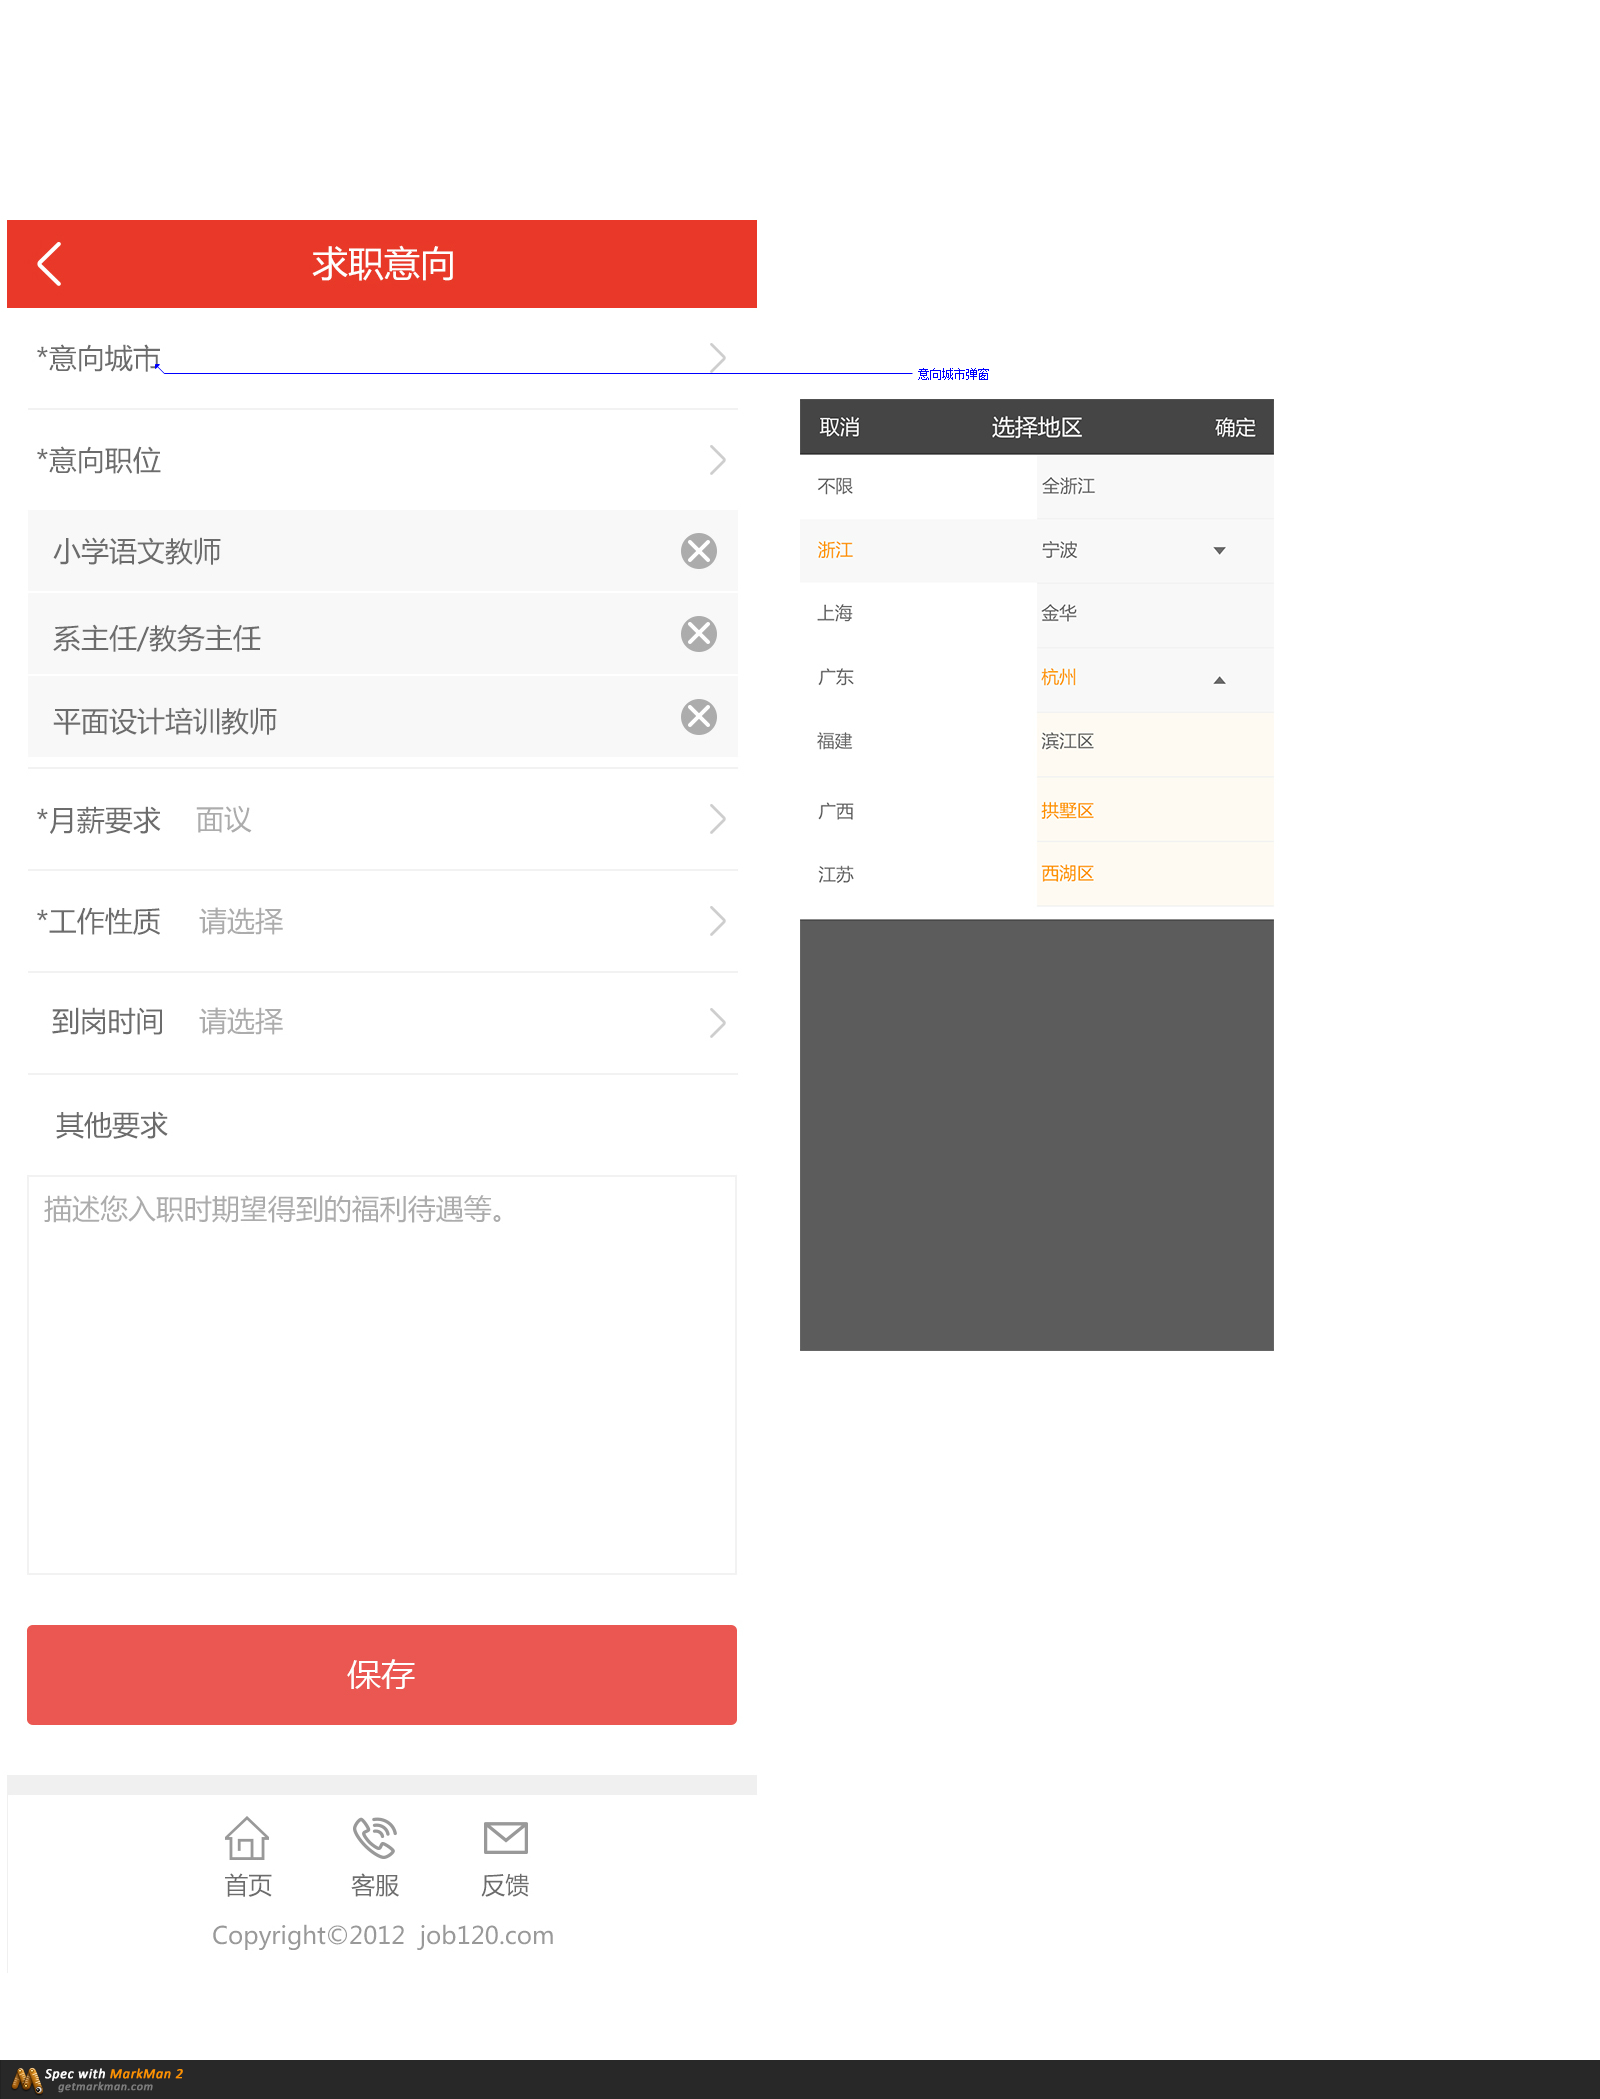 求职意向
*意向城市
*意向职位
小学语文教师
系主任/教务主任
平面设计培训教师
*月薪要求 面议
*工作性质 请选择
到岗时间 请选择
其他要求
描述您入职时期望得到的福利待遇等。
保存
首页 客服 反馈
Copyright©2012 job120.com
意向城市弹窗
取消 选择地区 确定
不限 全浙江
浙江 宁波
上海 金华
广东 杭州
福建 滨江区
广西 拱墅区
江苏 西湖区
Spec with MarkMan 2
getmarkman.com